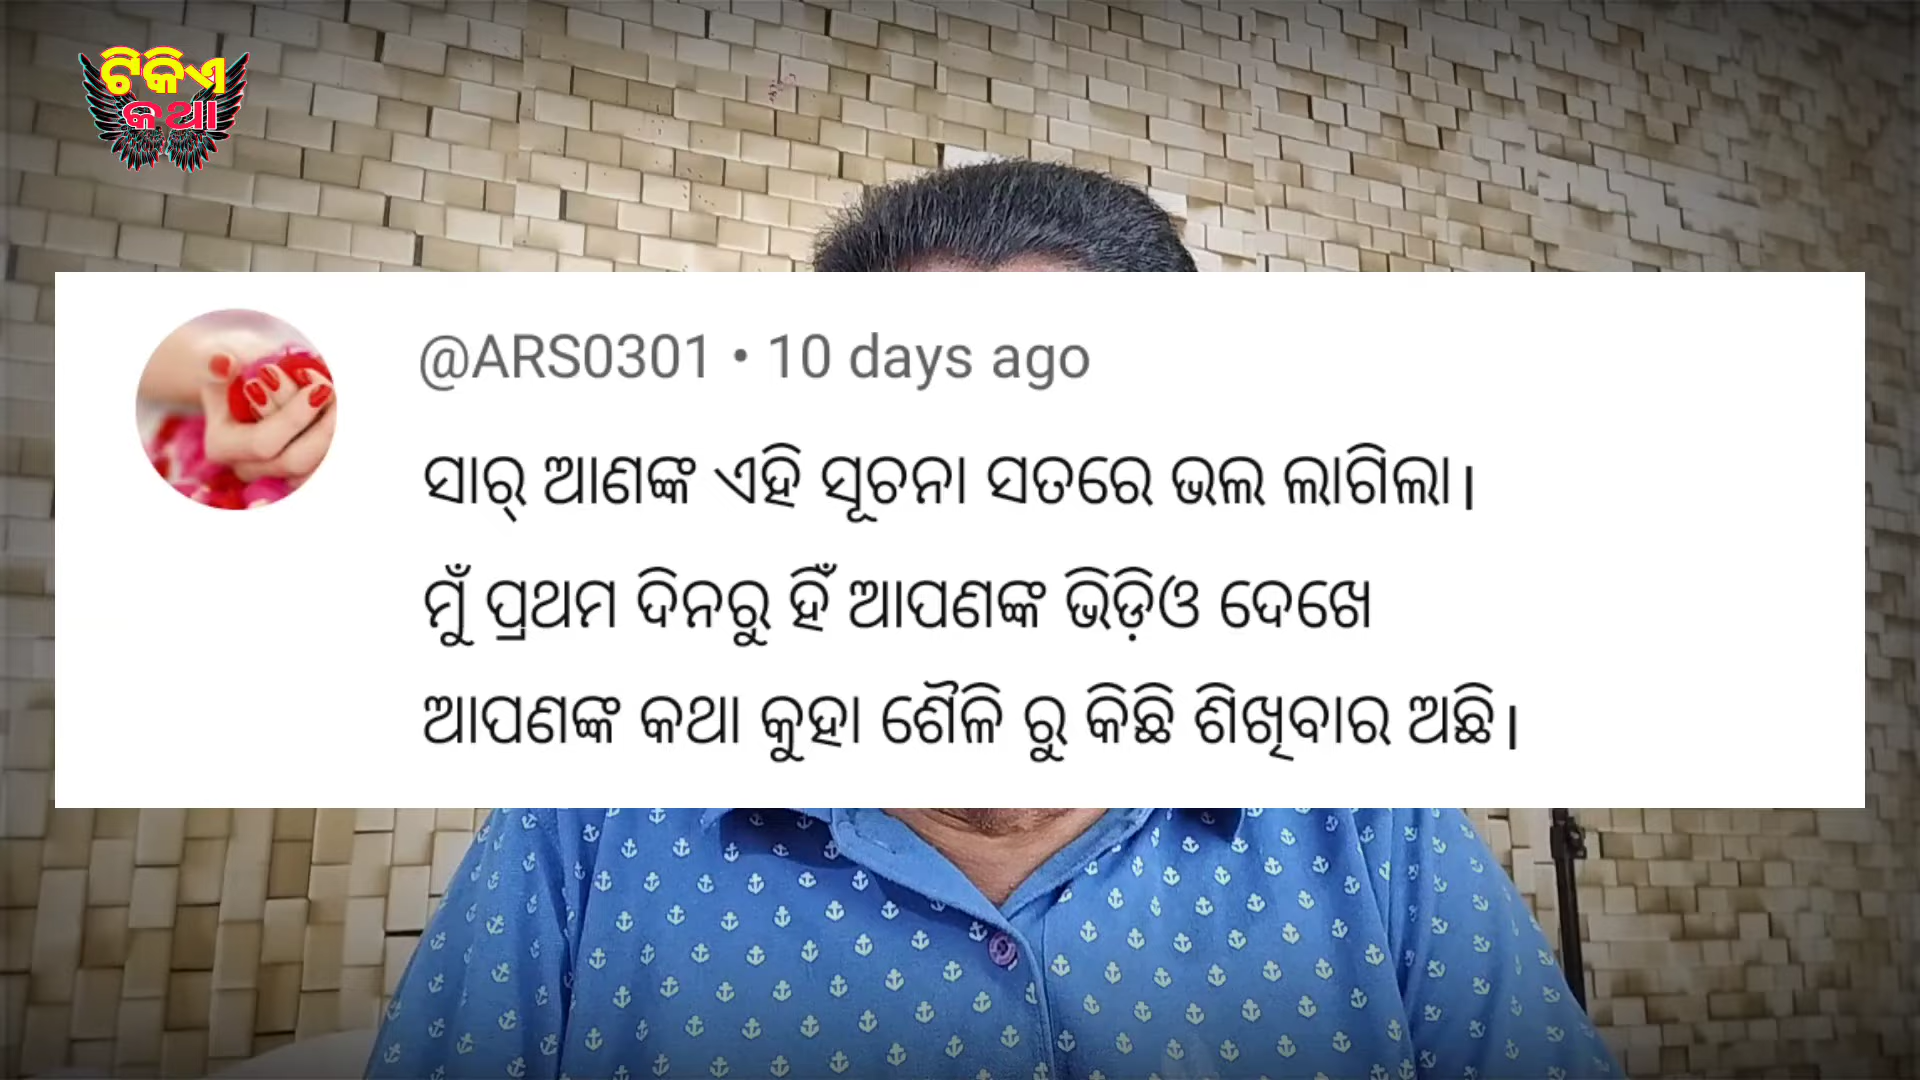 ଟିକିଏ
କଥା
@ARS0301 • 10 days ago
ସାର୍ ଆଣଙ୍କ ଏହି ସୂଚନା ସତରେ ଭଲ ଲାଗିଲା।
ମୁଁ ପ୍ରଥମ ଦିନରୁ ହିଁ ଆପଣଙ୍କ ଭିଡ଼ିଓ ଦେଖେ
ଆପଣଙ୍କ କଥା କୁହା ଶୈଳି ରୁ କିଛି ଶିଖିବାର ଅଛି।